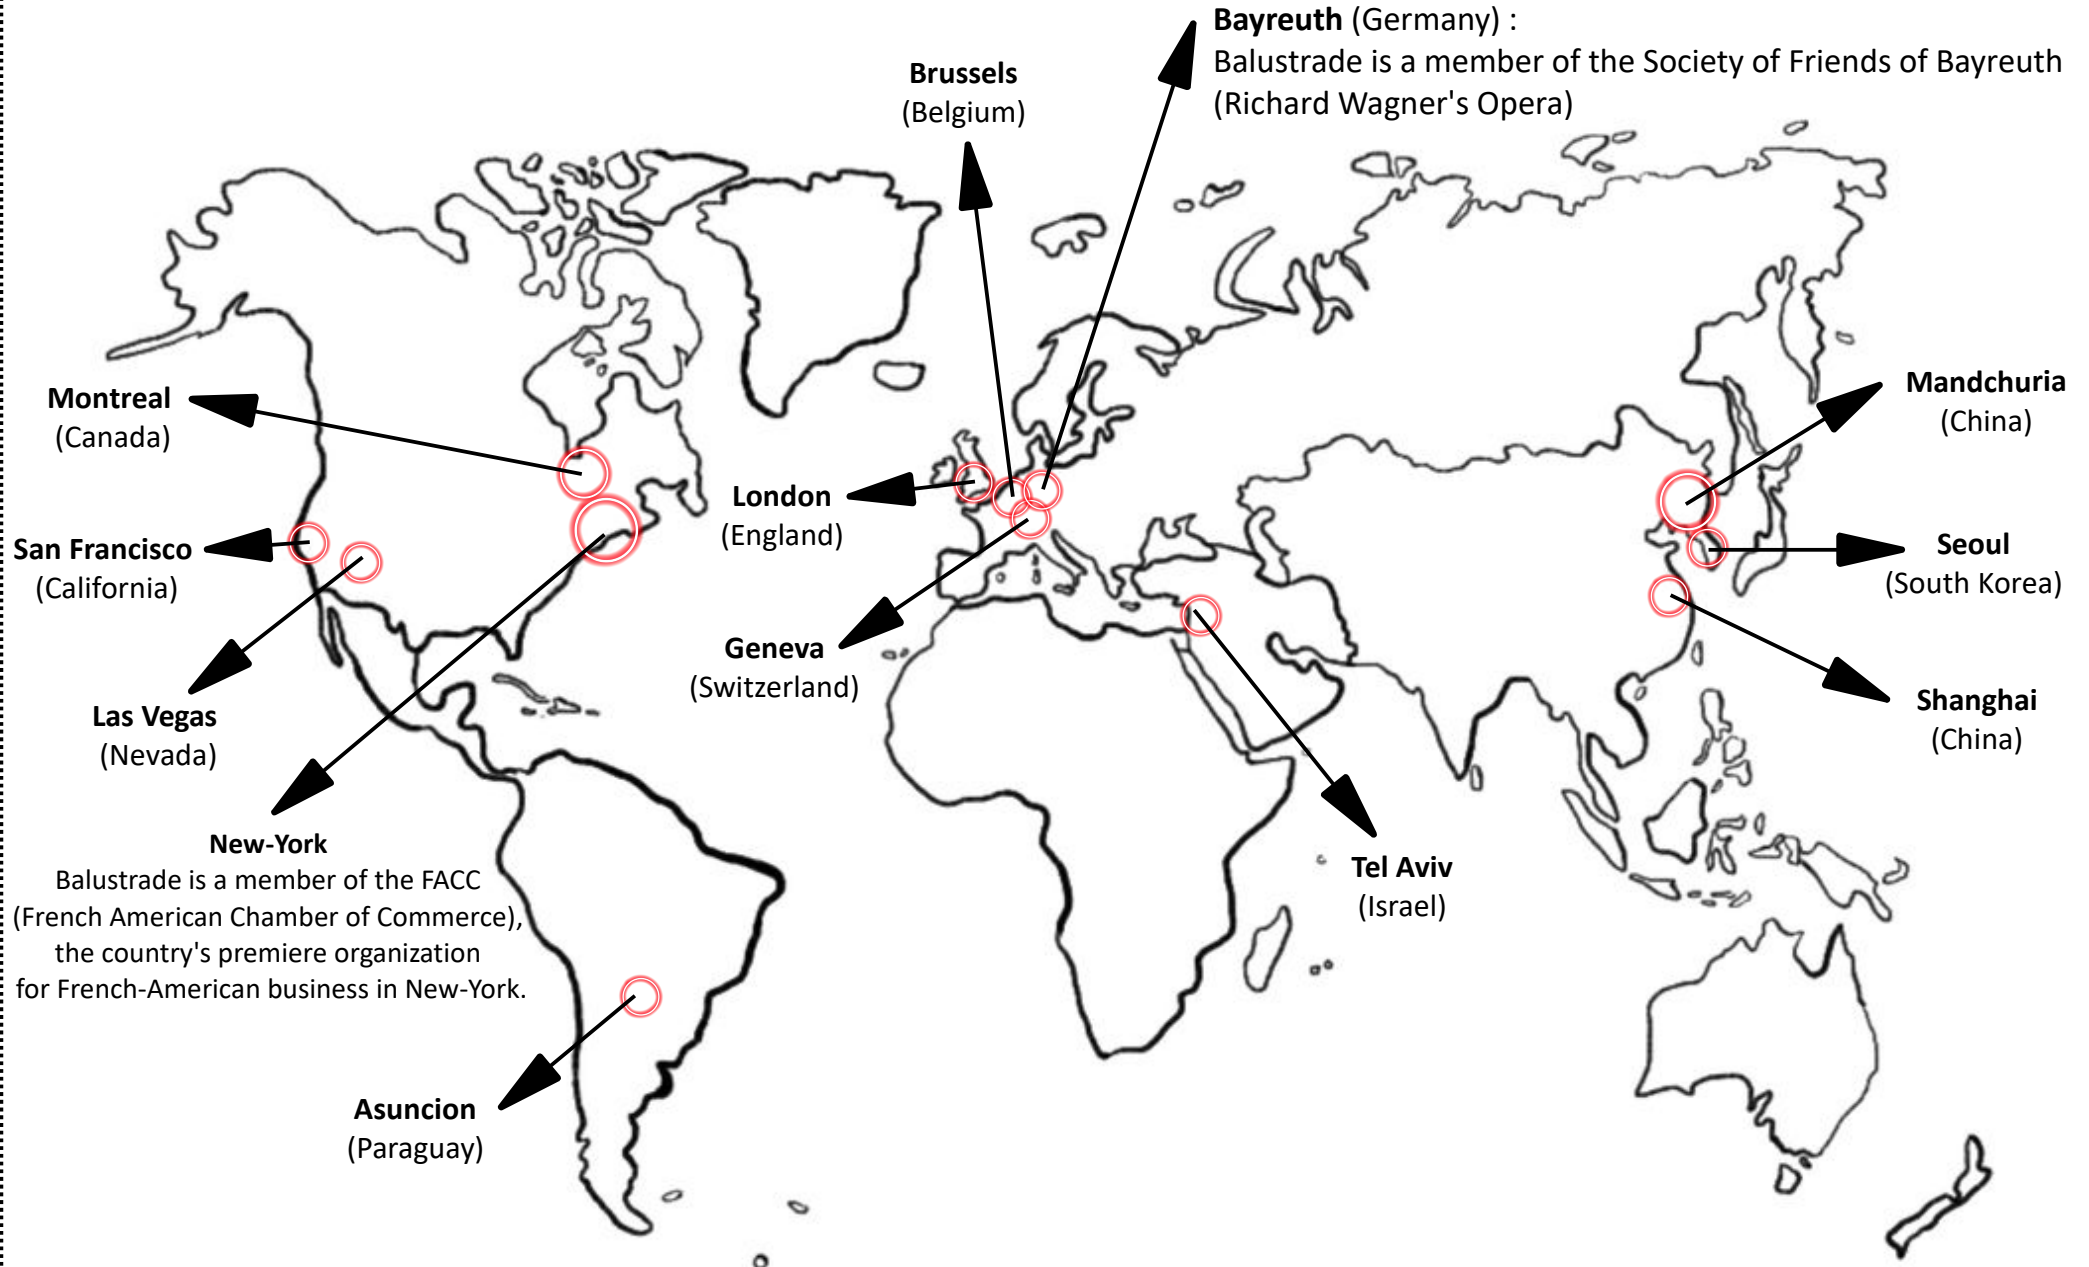 Bayreuth (Germany) :
Balustrade is a member of the Society of Friends of Bayreuth
(Richard Wagner's Opera)
Brussels
(Belgium)
Montreal
(Canada)
Mandchuria
(China)
London
(England)
San Francisco
(California)
Seoul
(South Korea)
Geneva
(Switzerland)
Las Vegas
(Nevada)
Shanghai
(China)
New-York
Balustrade is a member of the FACC
(French American Chamber of Commerce),
the country's premiere organization
for French-American business in New-York.
Tel Aviv
(Israel)
Asuncion
(Paraguay)